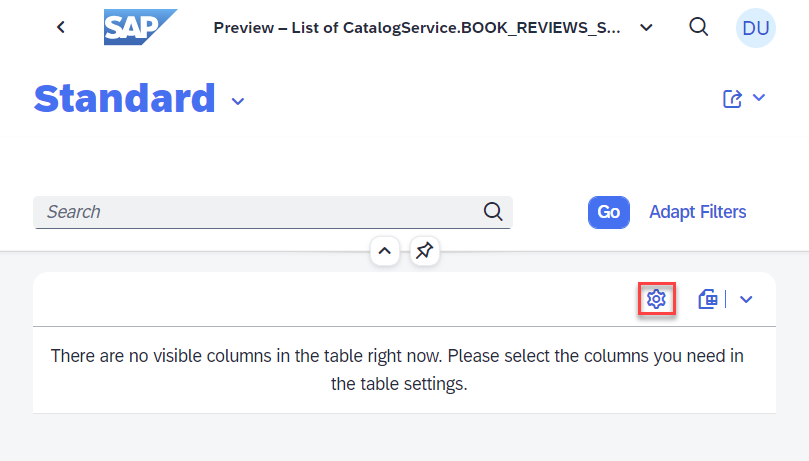 SAP Preview – List of CatalogService.BOOK_REVIEWS_S... DU
Standard
Search Go Adapt Filters
There are no visible columns in the table right now. Please select the columns you need in
the table settings.